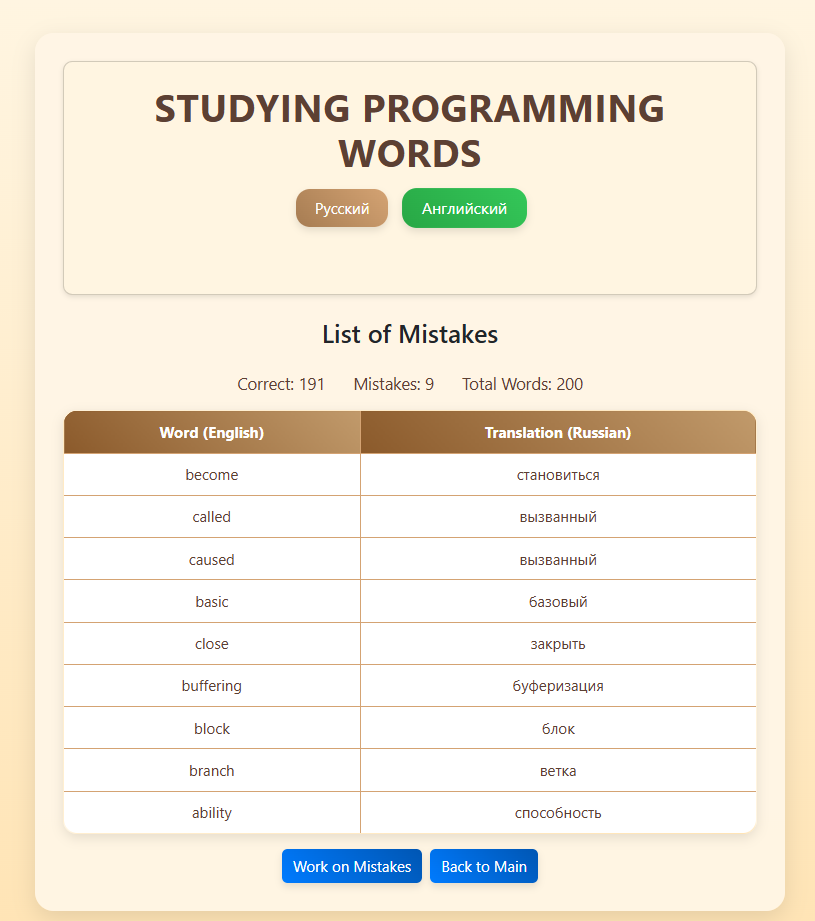 STUDYING PROGRAMMING
WORDS
Русский Английский
List of Mistakes
Correct: 191 Mistakes: 9 Total Words: 200
Word (English) Translation (Russian)
become становиться
called вызванный
caused вызванный
basic базовый
close закрыть
buffering буферизация
block блок
branch ветка
ability способность
Work on Mistakes Back to Main